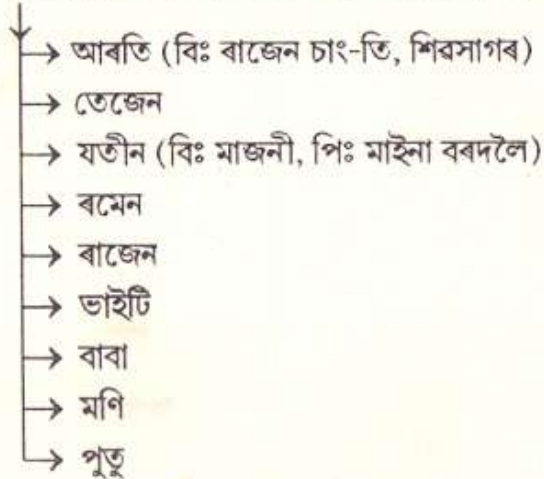 আৰতি (বিঃ ৰাজেন চাং-তি, শিৱসাগৰ)
তেজেন
যতীন (বিঃ মাজনী, পিঃ মাইনা বৰদলৈ)
ৰমেন
ৰাজেন
ভাইটি
বাবা
মণি
পুতু